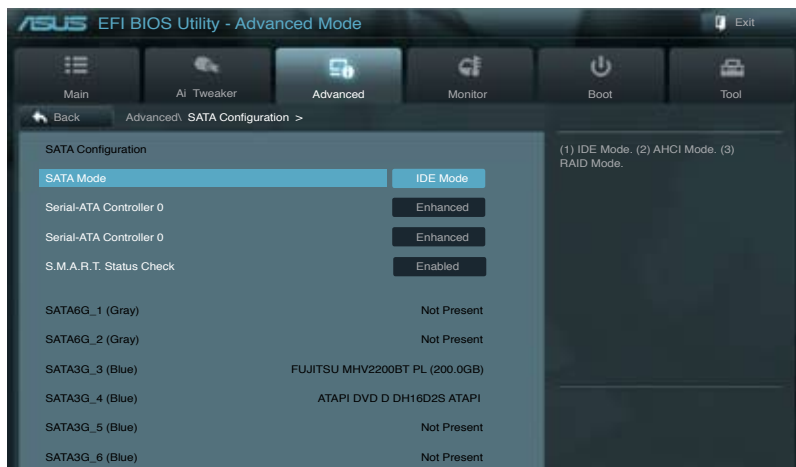 ASUS EFI BIOS Utility - Advanced Mode
Exit
Main
Ai Tweaker
Advanced
Monitor
Boot
Tool
Back
Advanced\ SATA Configuration >
SATA Configuration
SATA Mode IDE Mode
Serial-ATA Controller 0 Enhanced
Serial-ATA Controller 0 Enhanced
S.M.A.R.T. Status Check Enabled
SATA6G_1 (Gray) Not Present
SATA6G_2 (Gray) Not Present
SATA3G_3 (Blue) FUJITSU MHV2200BT PL (200.0GB)
SATA3G_4 (Blue) ATAPI DVD D DH16D2S ATAPI
SATA3G_5 (Blue) Not Present
SATA3G_6 (Blue) Not Present
(1) IDE Mode. (2) AHCI Mode. (3)
RAID Mode.